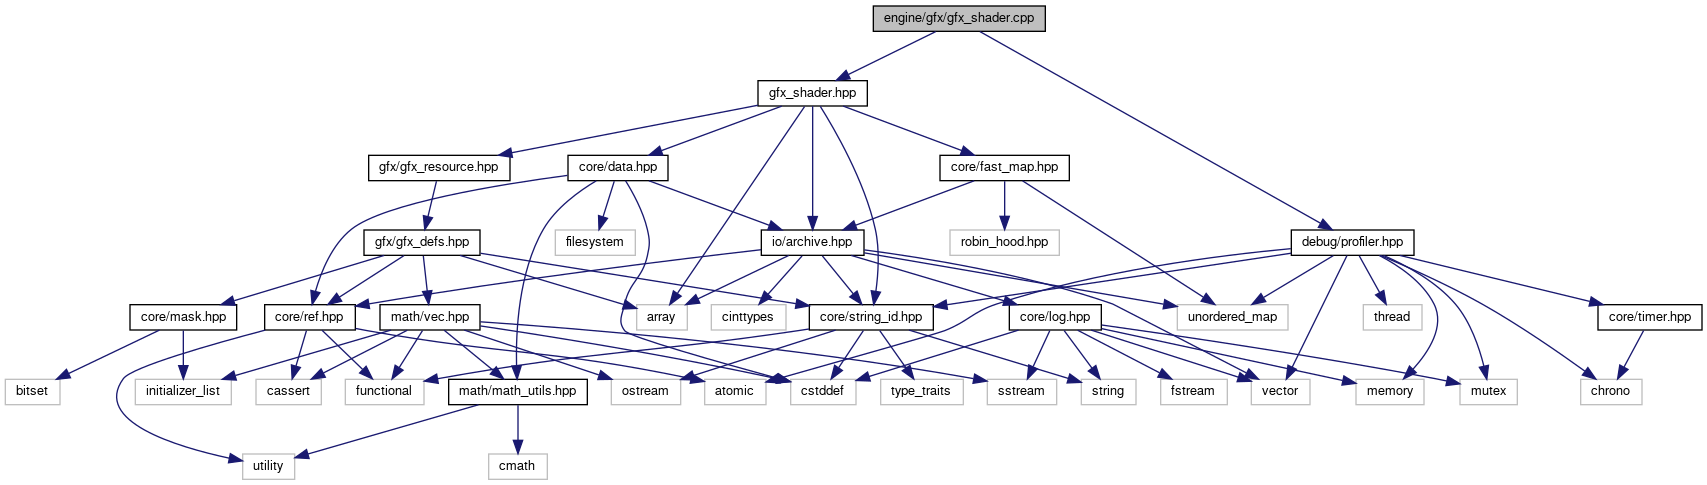 engine/gfx/gfx_shader.cpp
gfx_shader.hpp
gfx/gfx_resource.hpp
core/data.hpp
core/fast_map.hpp
gfx/gfx_defs.hpp
filesystem
io/archive.hpp
robin_hood.hpp
debug/profiler.hpp
core/mask.hpp
core/ref.hpp
math/vec.hpp
array
cinttypes
core/string_id.hpp
core/log.hpp
unordered_map
thread
core/timer.hpp
bitset
initializer_list
cassert
functional
math/math_utils.hpp
ostream
atomic
cstddef
type_traits
sstream
string
fstream
vector
memory
mutex
chrono
utility
cmath